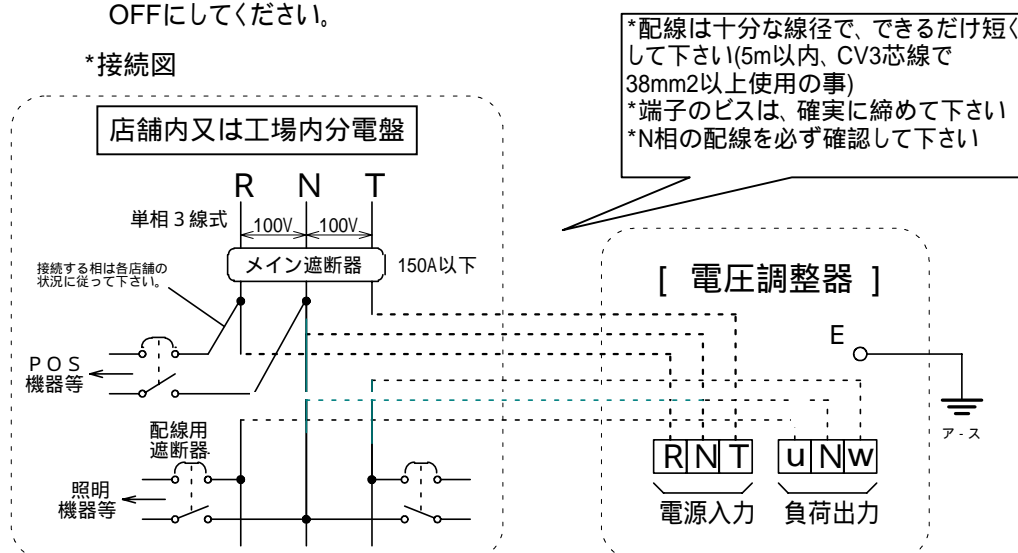 OFFにしてください。
*配線は十分な線径で、できるだけ短く
して下さい(5m以内、CV3芯線で
38mm2以上使用の事)
*端子のビスは、確実に締めて下さい
*N相の配線を必ず確認して下さい
*接続図
店舗内又は工場内分電盤
R N T
単相３線式
100V 100V
メイン遮断器 150A以下
接続する相は各店舗の
状況に従って下さい。
ＰＯＳ
機器等
配線用
遮断器
照明
機器等
[ 電圧調整器 ]
E
ア-ス
R N T u N w
電源入力 負荷出力